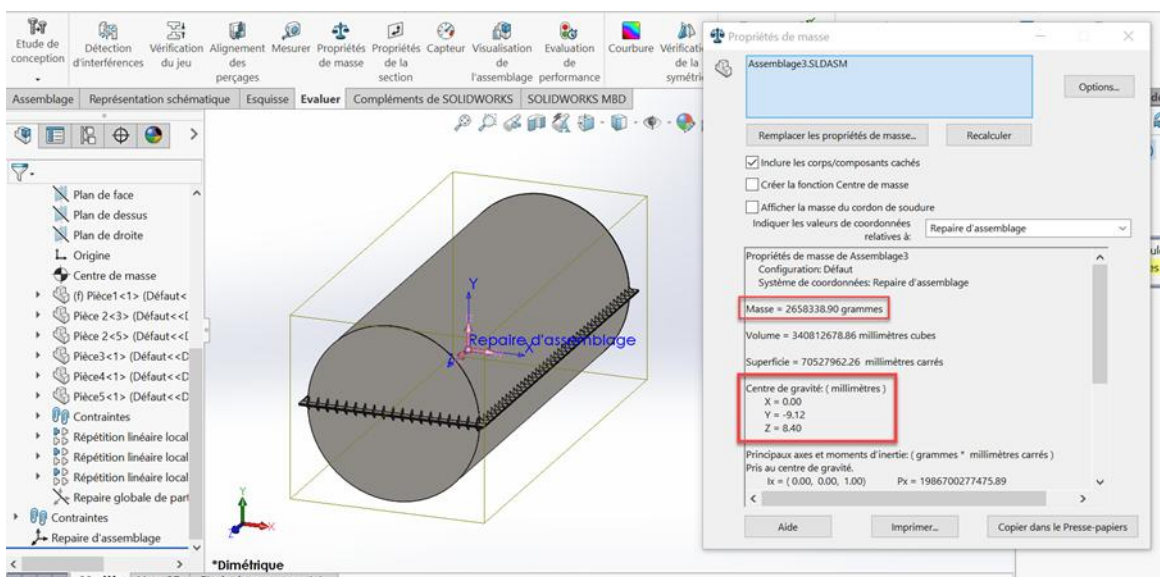 Etude de conception
Détection d'interférences
Vérification du jeu
Alignement des perçages
Mesurer
Propriétés de masse
Propriétés de la section
Capteur
Visualisation de l'assemblage
Evaluation de performance
Courbure
Assemblage
Représentation schématique
Esquisse
Evaluer
Compléments de SOLIDWORKS
SOLIDWORKS MBD
Plan de face
Plan de dessus
Plan de droite
Origine
Centre de masse
(f) Pièce1<1> (Défaut<
Pièce 2<3> (Défaut<<D
Pièce 2<5> (Défaut<<D
Pièce3<1> (Défaut<<D
Pièce4<1> (Défaut<<D
Pièce5<1> (Défaut<<D
Contraintes
Répétition linéaire local
Répétition linéaire local
Répétition linéaire local
Repaire globale de part
Contraintes
Repaire d'assemblage
Y
Repaire d'assemblage
X
Z
Y
X
Z
*Dimétrique
Propriétés de masse
Assemblage3.SLDASM
Options...
Remplacer les propriétés de masse...
Recalculer
Inclure les corps/composants cachés
Créer la fonction Centre de masse
Afficher la masse du cordon de soudure
Indiquer les valeurs de coordonnées
relatives à:
Repaire d'assemblage
Propriétés de masse de Assemblage3
Configuration: Défaut
Système de coordonnées: Repaire d'assemblage
Masse = 2658338.90 grammes
Volume = 340812678.86 millimètres cubes
Superficie = 70527962.26 millimètres carrés
Centre de gravité: ( millimètres )
X = 0.00
Y = -9.12
Z = 8.40
Principaux axes et moments d'inertie: ( grammes * millimètres carrés )
Pris au centre de gravité.
Ix = ( 0.00, 0.00, 1.00) Px = 1986700277475.89
Aide
Imprimer...
Copier dans le Presse-papiers